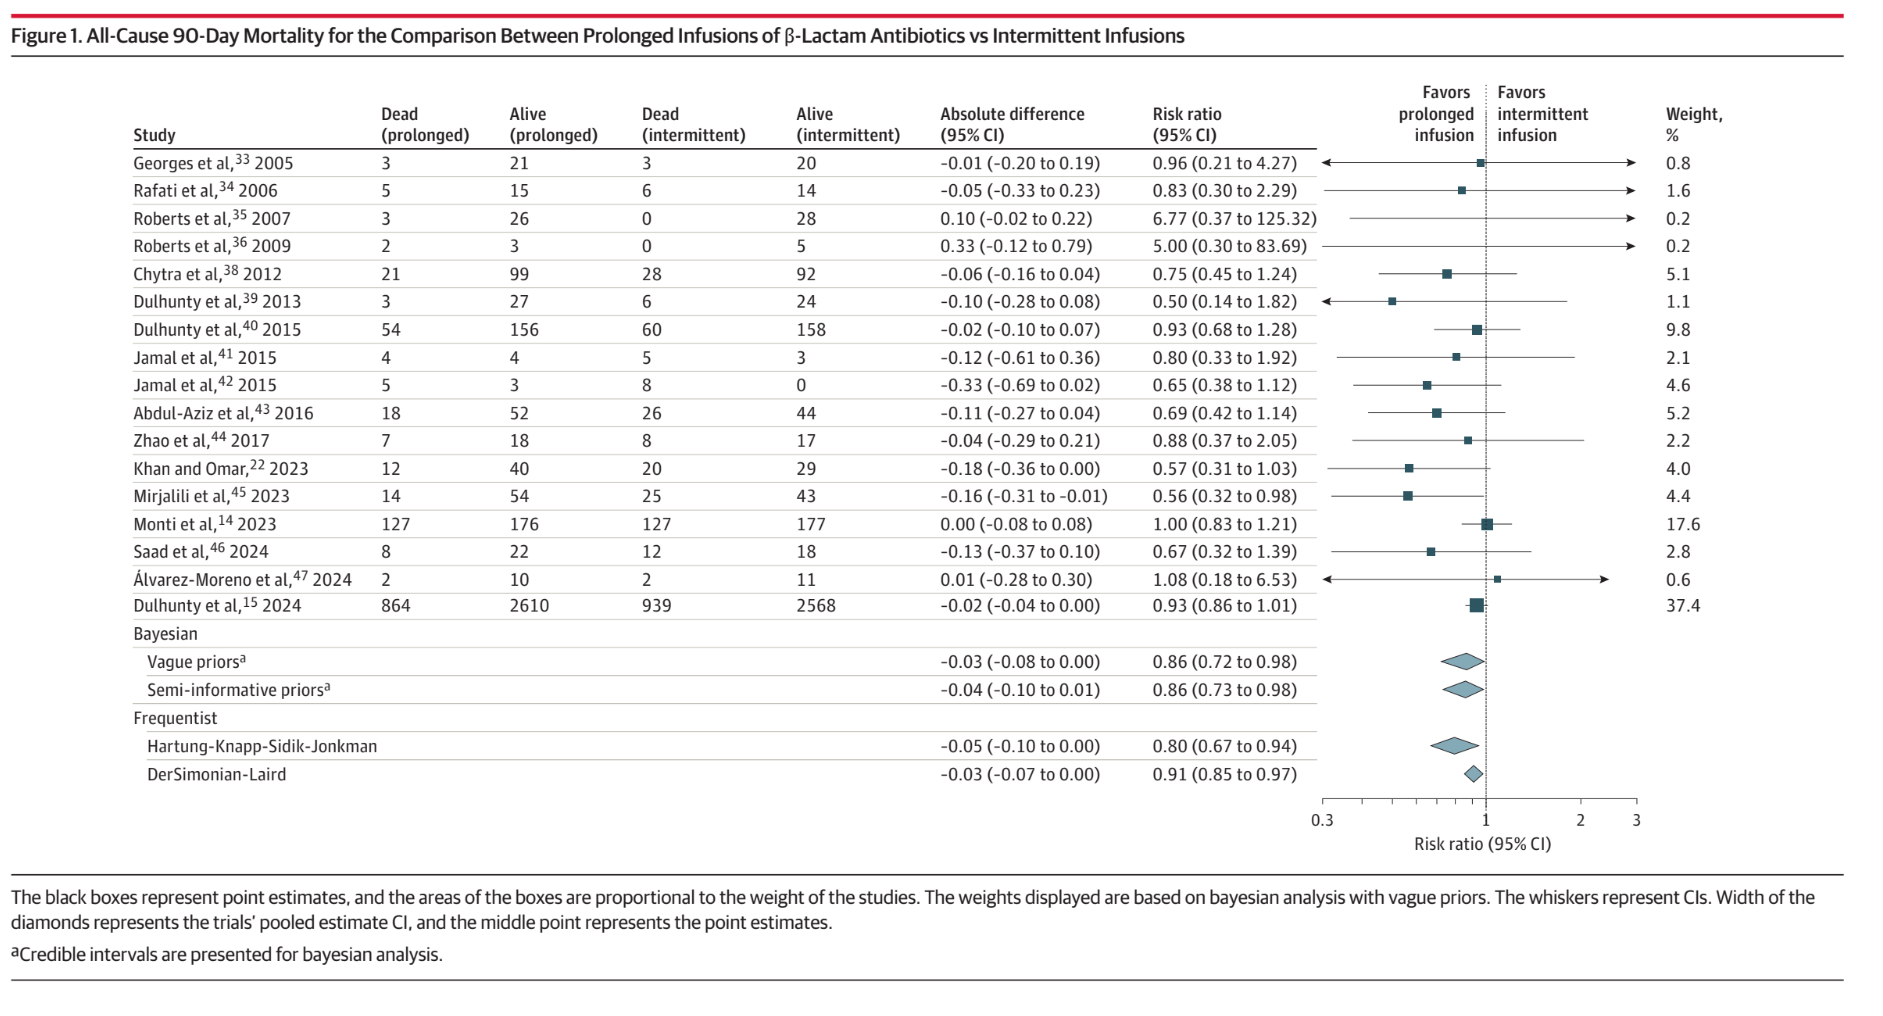 Figure 1. All-Cause 90-Day Mortality for the Comparison Between Prolonged Infusions of β-Lactam Antibiotics vs Intermittent Infusions
Study Dead (prolonged) Alive (prolonged) Dead (intermittent) Alive (intermittent) Absolute difference (95% CI) Risk ratio (95% CI) Favors prolonged infusion Favors intermittent infusion Weight, %
Georges et al,33 2005 3 21 3 20 -0.01 (-0.20 to 0.19) 0.96 (0.21 to 4.27) 0.8
Rafati et al,34 2006 5 15 6 14 -0.05 (-0.33 to 0.23) 0.83 (0.30 to 2.29) 1.6
Roberts et al,35 2007 3 26 0 28 0.10 (-0.02 to 0.22) 6.77 (0.37 to 125.32) 0.2
Roberts et al,36 2009 2 3 0 5 0.33 (-0.12 to 0.79) 5.00 (0.30 to 83.69) 0.2
Chytra et al,38 2012 21 99 28 92 -0.06 (-0.16 to 0.04) 0.75 (0.45 to 1.24) 5.1
Dulhunty et al,39 2013 3 27 6 24 -0.10 (-0.28 to 0.08) 0.50 (0.14 to 1.82) 1.1
Dulhunty et al,40 2015 54 156 60 158 -0.02 (-0.10 to 0.07) 0.93 (0.68 to 1.28) 9.8
Jamal et al,41 2015 4 4 5 3 -0.12 (-0.61 to 0.36) 0.80 (0.33 to 1.92) 2.1
Jamal et al,42 2015 5 3 8 0 -0.33 (-0.69 to 0.02) 0.65 (0.38 to 1.12) 4.6
Abdul-Aziz et al,43 2016 18 52 26 44 -0.11 (-0.27 to 0.04) 0.69 (0.42 to 1.14) 5.2
Zhao et al,44 2017 7 18 8 17 -0.04 (-0.29 to 0.21) 0.88 (0.37 to 2.05) 2.2
Khan and Omar,22 2023 12 40 20 29 -0.18 (-0.36 to 0.00) 0.57 (0.31 to 1.03) 4.0
Mirjalili et al,45 2023 14 54 25 43 -0.16 (-0.31 to -0.01) 0.56 (0.32 to 0.98) 4.4
Monti et al,14 2023 127 176 127 177 0.00 (-0.08 to 0.08) 1.00 (0.83 to 1.21) 17.6
Saad et al,46 2024 8 22 12 18 -0.13 (-0.37 to 0.10) 0.67 (0.32 to 1.39) 2.8
Álvarez-Moreno et al,47 2024 2 10 2 11 0.01 (-0.28 to 0.30) 1.08 (0.18 to 6.53) 0.6
Dulhunty et al,15 2024 864 2610 939 2568 -0.02 (-0.04 to 0.00) 0.93 (0.86 to 1.01) 37.4
Bayesian
Vague priorsa -0.03 (-0.08 to 0.00) 0.86 (0.72 to 0.98)
Semi-informative priorsa -0.04 (-0.10 to 0.01) 0.86 (0.73 to 0.98)
Frequentist
Hartung-Knapp-Sidik-Jonkman -0.05 (-0.10 to 0.00) 0.80 (0.67 to 0.94)
DerSimonian-Laird -0.03 (-0.07 to 0.00) 0.91 (0.85 to 0.97)
0.3 1 2 3
Risk ratio (95% CI)
The black boxes represent point estimates, and the areas of the boxes are proportional to the weight of the studies. The weights displayed are based on bayesian analysis with vague priors. The whiskers represent CIs. Width of the
diamonds represents the trials' pooled estimate CI, and the middle point represents the point estimates.
aCredible intervals are presented for bayesian analysis.